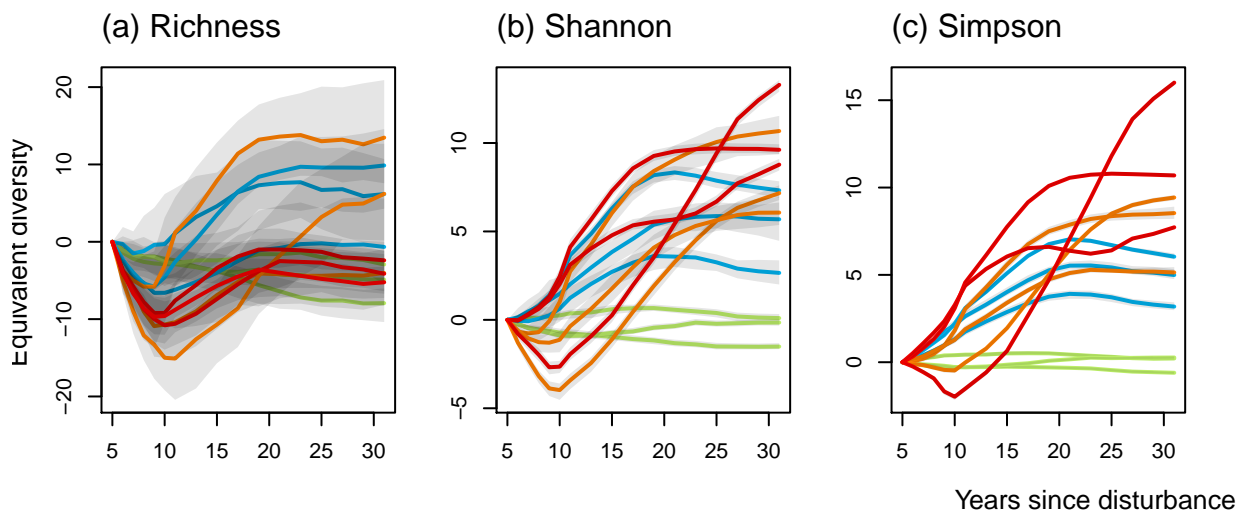 (a) Richness
(b) Shannon
(c) Simpson
Equivalent diversity
20
10
0
−10
−20
5 10 15 20 25 30
10
5
0
−5
5 10 15 20 25 30
15
10
5
0
5 10 15 20 25 30
Years since disturbance